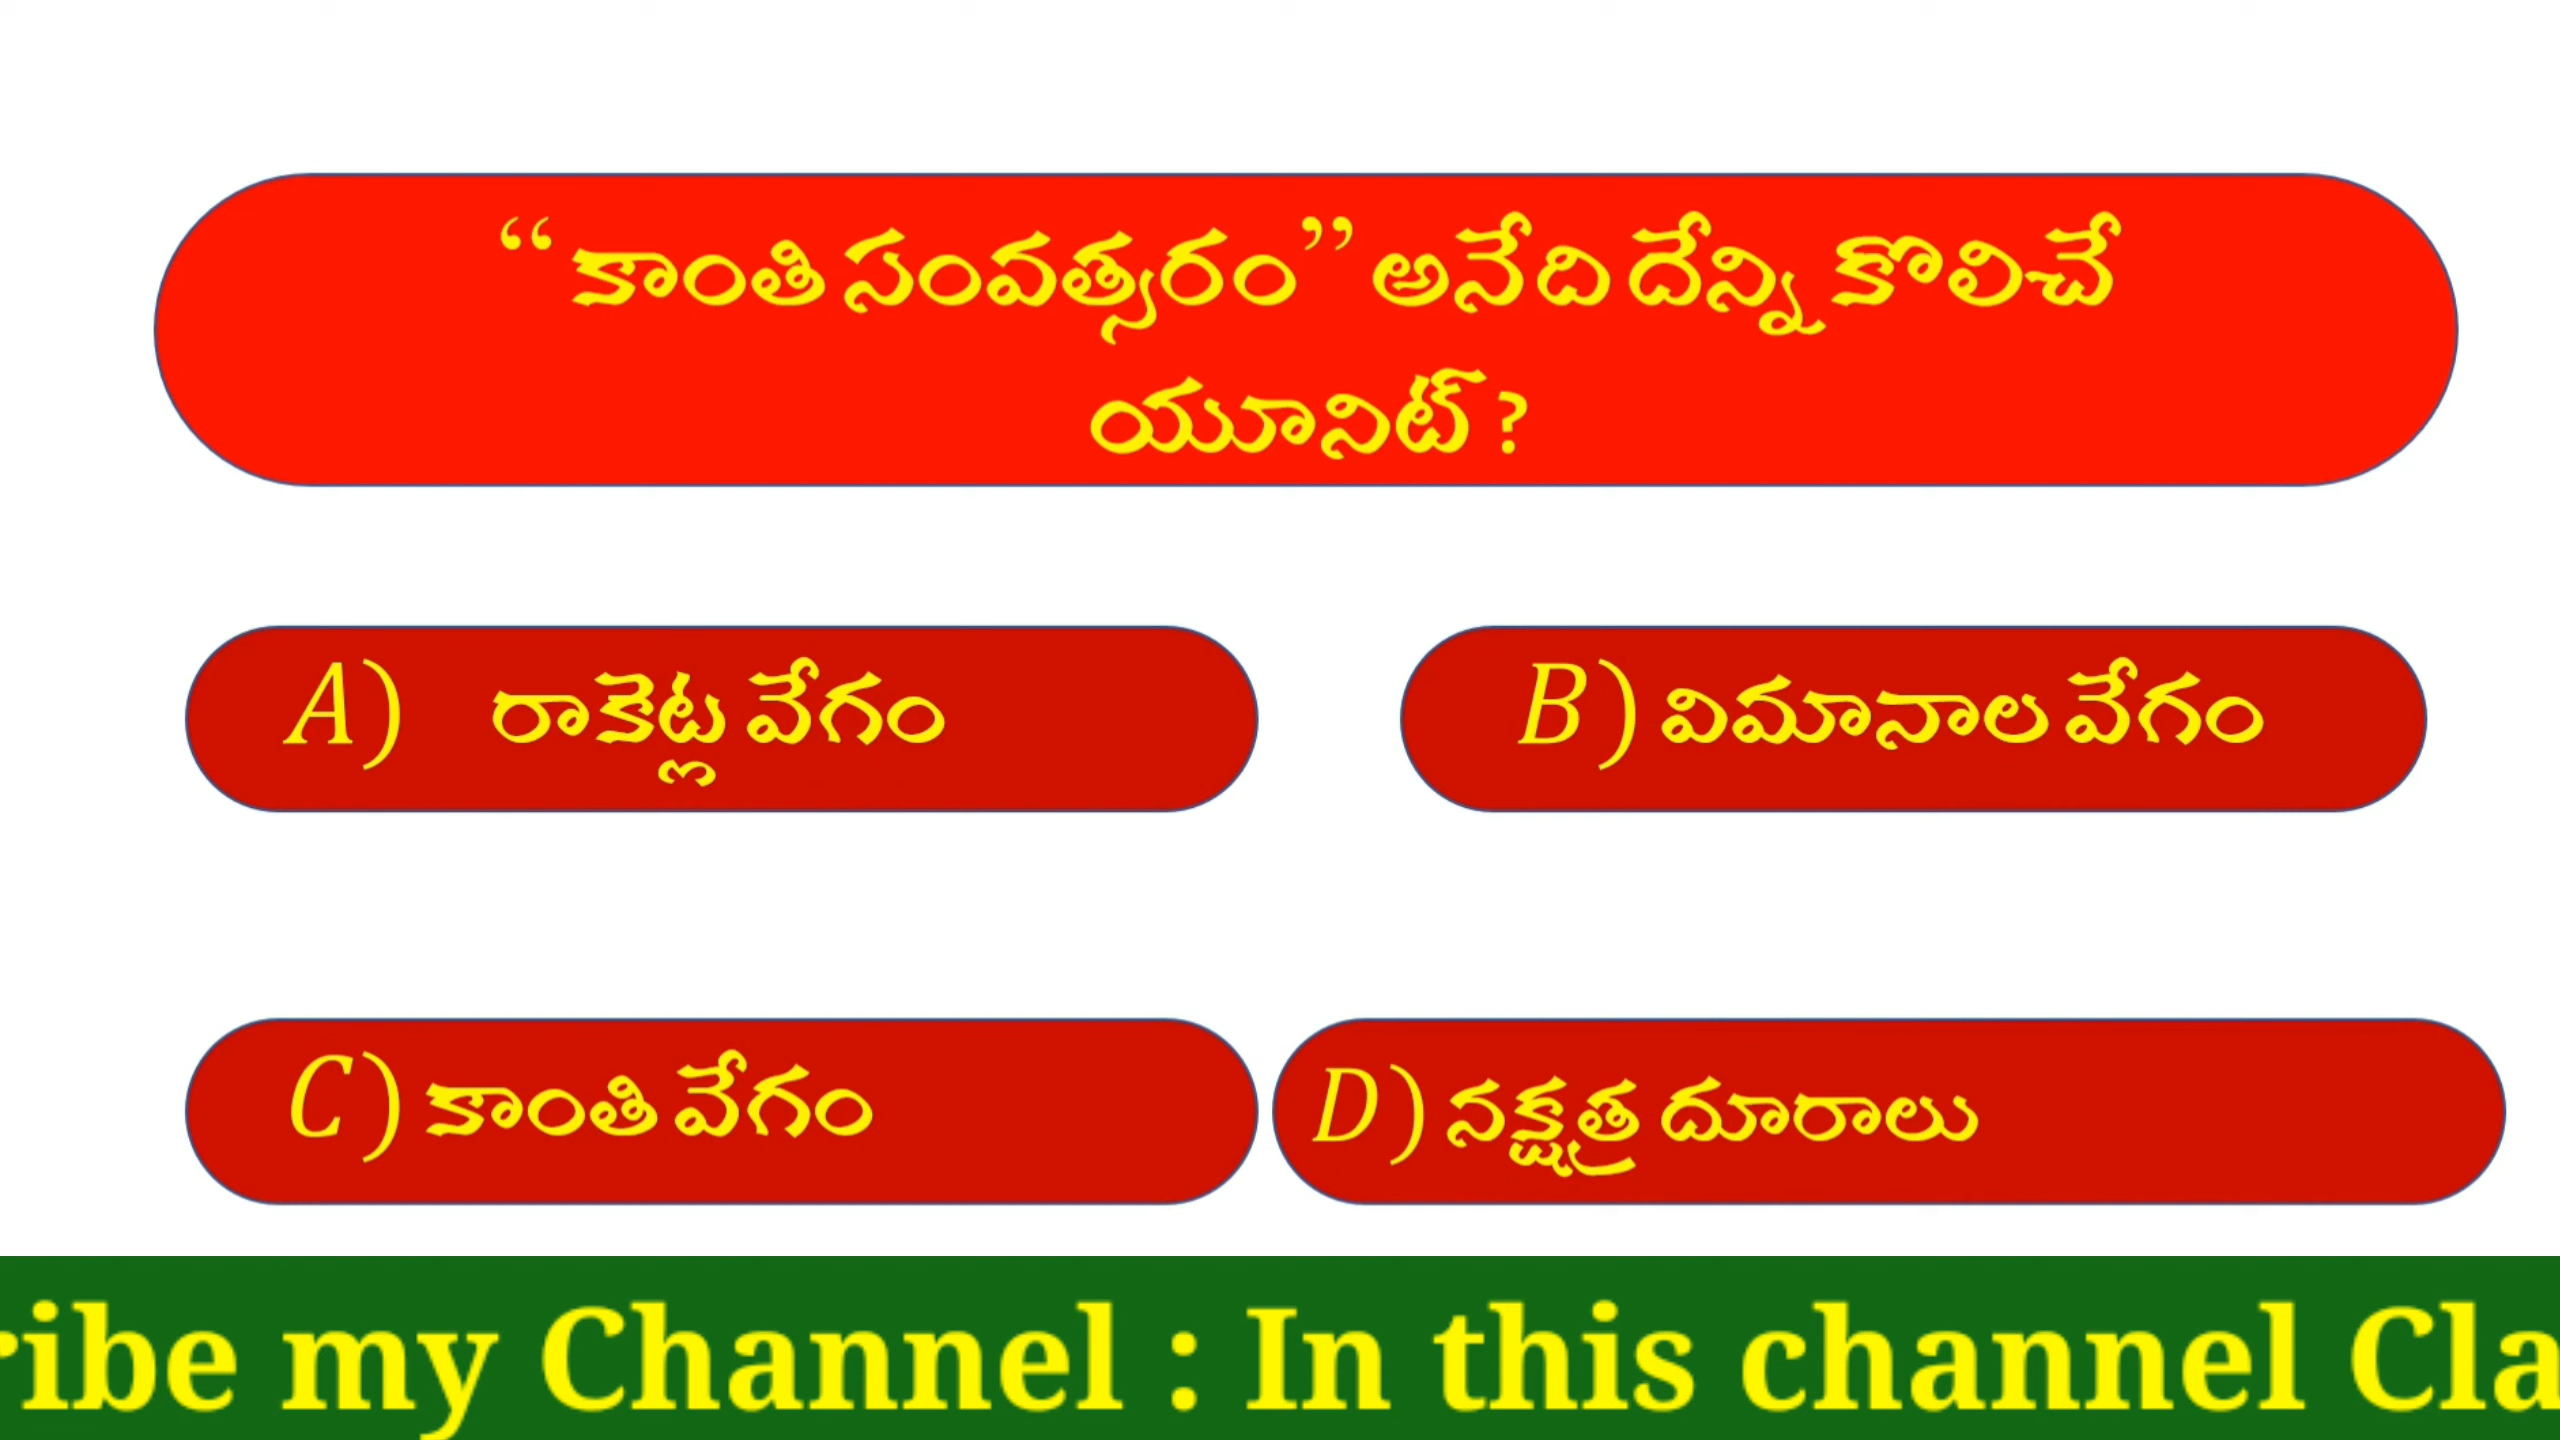 “కాంతి సంవత్సరం” అనేది దేన్ని కొలిచే
యూనిట్ ?
A) రాకెట్ల వేగం
B) విమానాల వేగం
C) కాంతి వేగం
D) నక్షత్ర దూరాలు
ribe my Channel : In this channel Cla